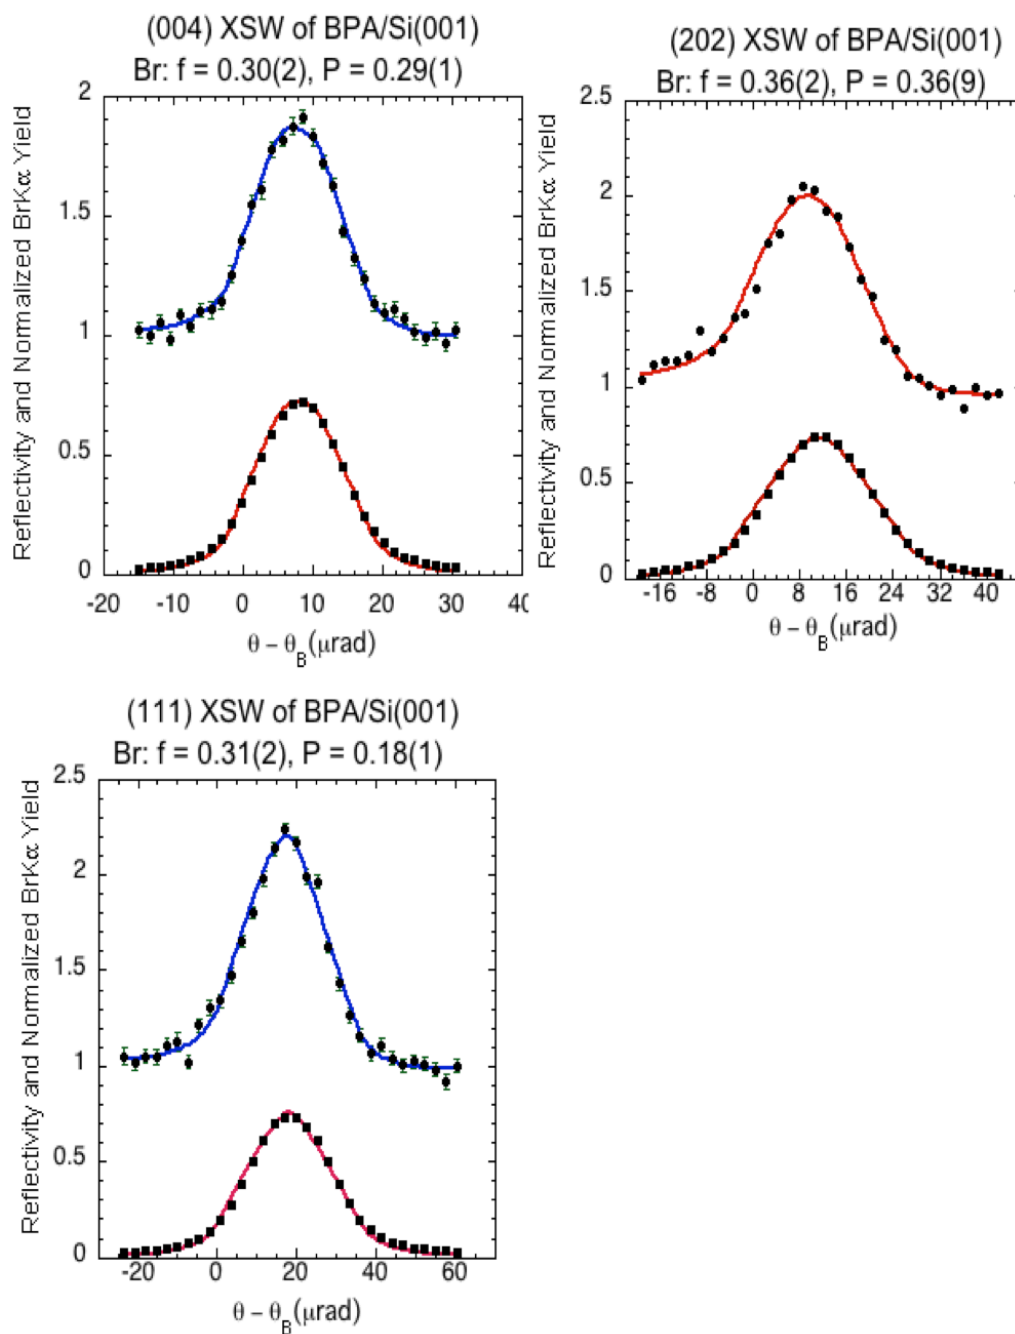 (004) XSW of BPA/Si(001)
Br: f = 0.30(2), P = 0.29(1)
Reflectivity and Normalized BrKα Yield
2
1.5
1
0.5
0
-20 -10 0 10 20 30 40
θ – θB(μrad)
(202) XSW of BPA/Si(001)
Br: f = 0.36(2), P = 0.36(9)
Reflectivity and Normalized BrKα Yield
2.5
2
1.5
1
0.5
0
-16 -8 0 8 16 24 32 40
θ – θB(μrad)
(111) XSW of BPA/Si(001)
Br: f = 0.31(2), P = 0.18(1)
Reflectivity and Normalized BrKα Yield
2.5
2
1.5
1
0.5
0
-20 0 20 40 60
θ – θB(μrad)